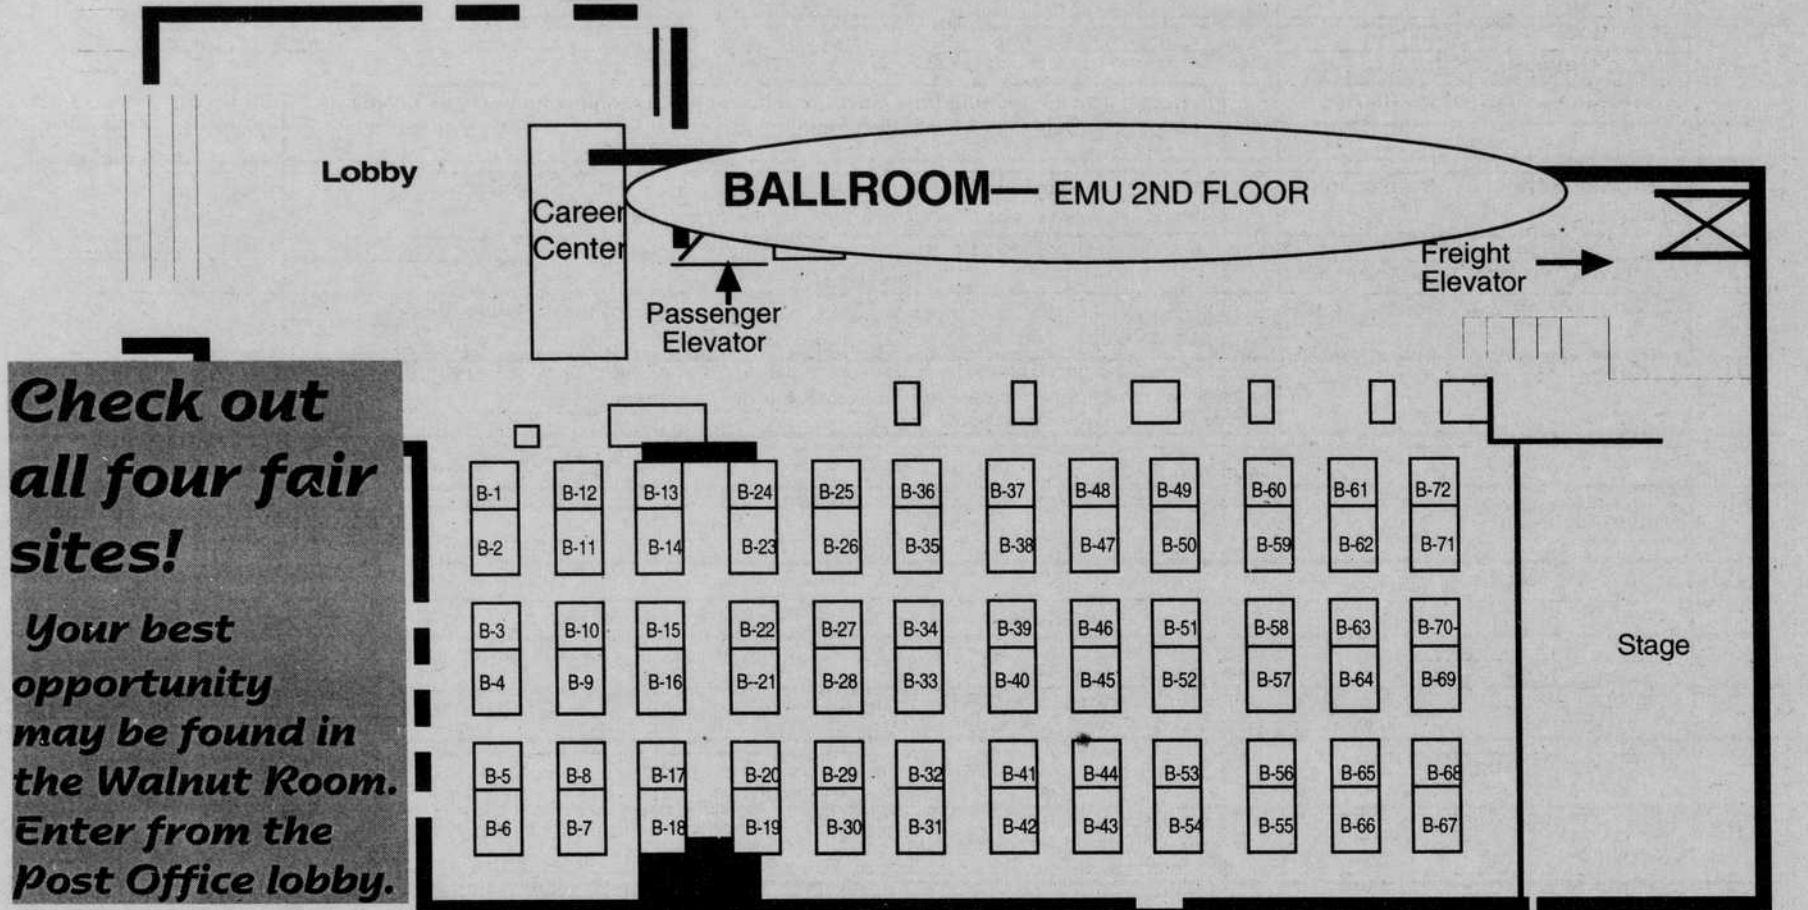 Lobby
BALLROOM— EMU 2ND FLOOR
Career
Center
Freight
Elevator
Passenger
Elevator
Check out
all four fair
sites!
Your best
opportunity
may be found in
the Walnut Room.
Enter from the
Post Office lobby.
B-1 B-12 B-13 B-24 B-25 B-36 B-37 B-48 B-49 B-60 B-61 B-72
B-2 B-11 B-14 B-23 B-26 B-35 B-38 B-47 B-50 B-59 B-62 B-71
B-3 B-10 B-15 B-22 B-27 B-34 B-39 B-46 B-51 B-58 B-63 B-70-
B-4 B-9 B-16 B--21 B-28 B-33 B-40 B-45 B-52 B-57 B-64 B-69
B-5 B-8 B-17 B-20 B-29 B-32 B-41 B-44 B-53 B-56 B-65 B-68
B-6 B-7 B-18 B-19 B-30 B-31 B-42 B-43 B-54 B-55 B-66 B-67
Stage